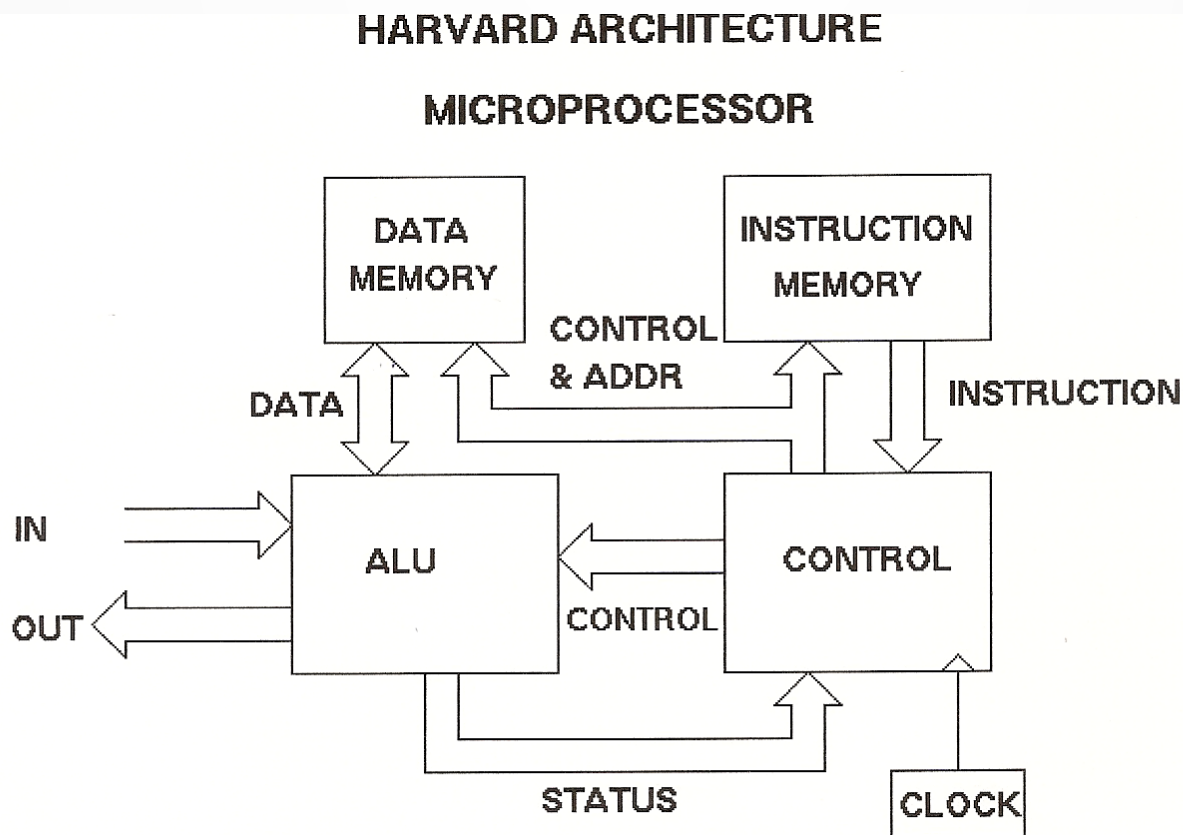 HARVARD ARCHITECTURE
MICROPROCESSOR
DATA
MEMORY
INSTRUCTION
MEMORY
CONTROL
& ADDR
DATA
INSTRUCTION
IN
ALU
CONTROL
OUT
CONTROL
STATUS
CLOCK